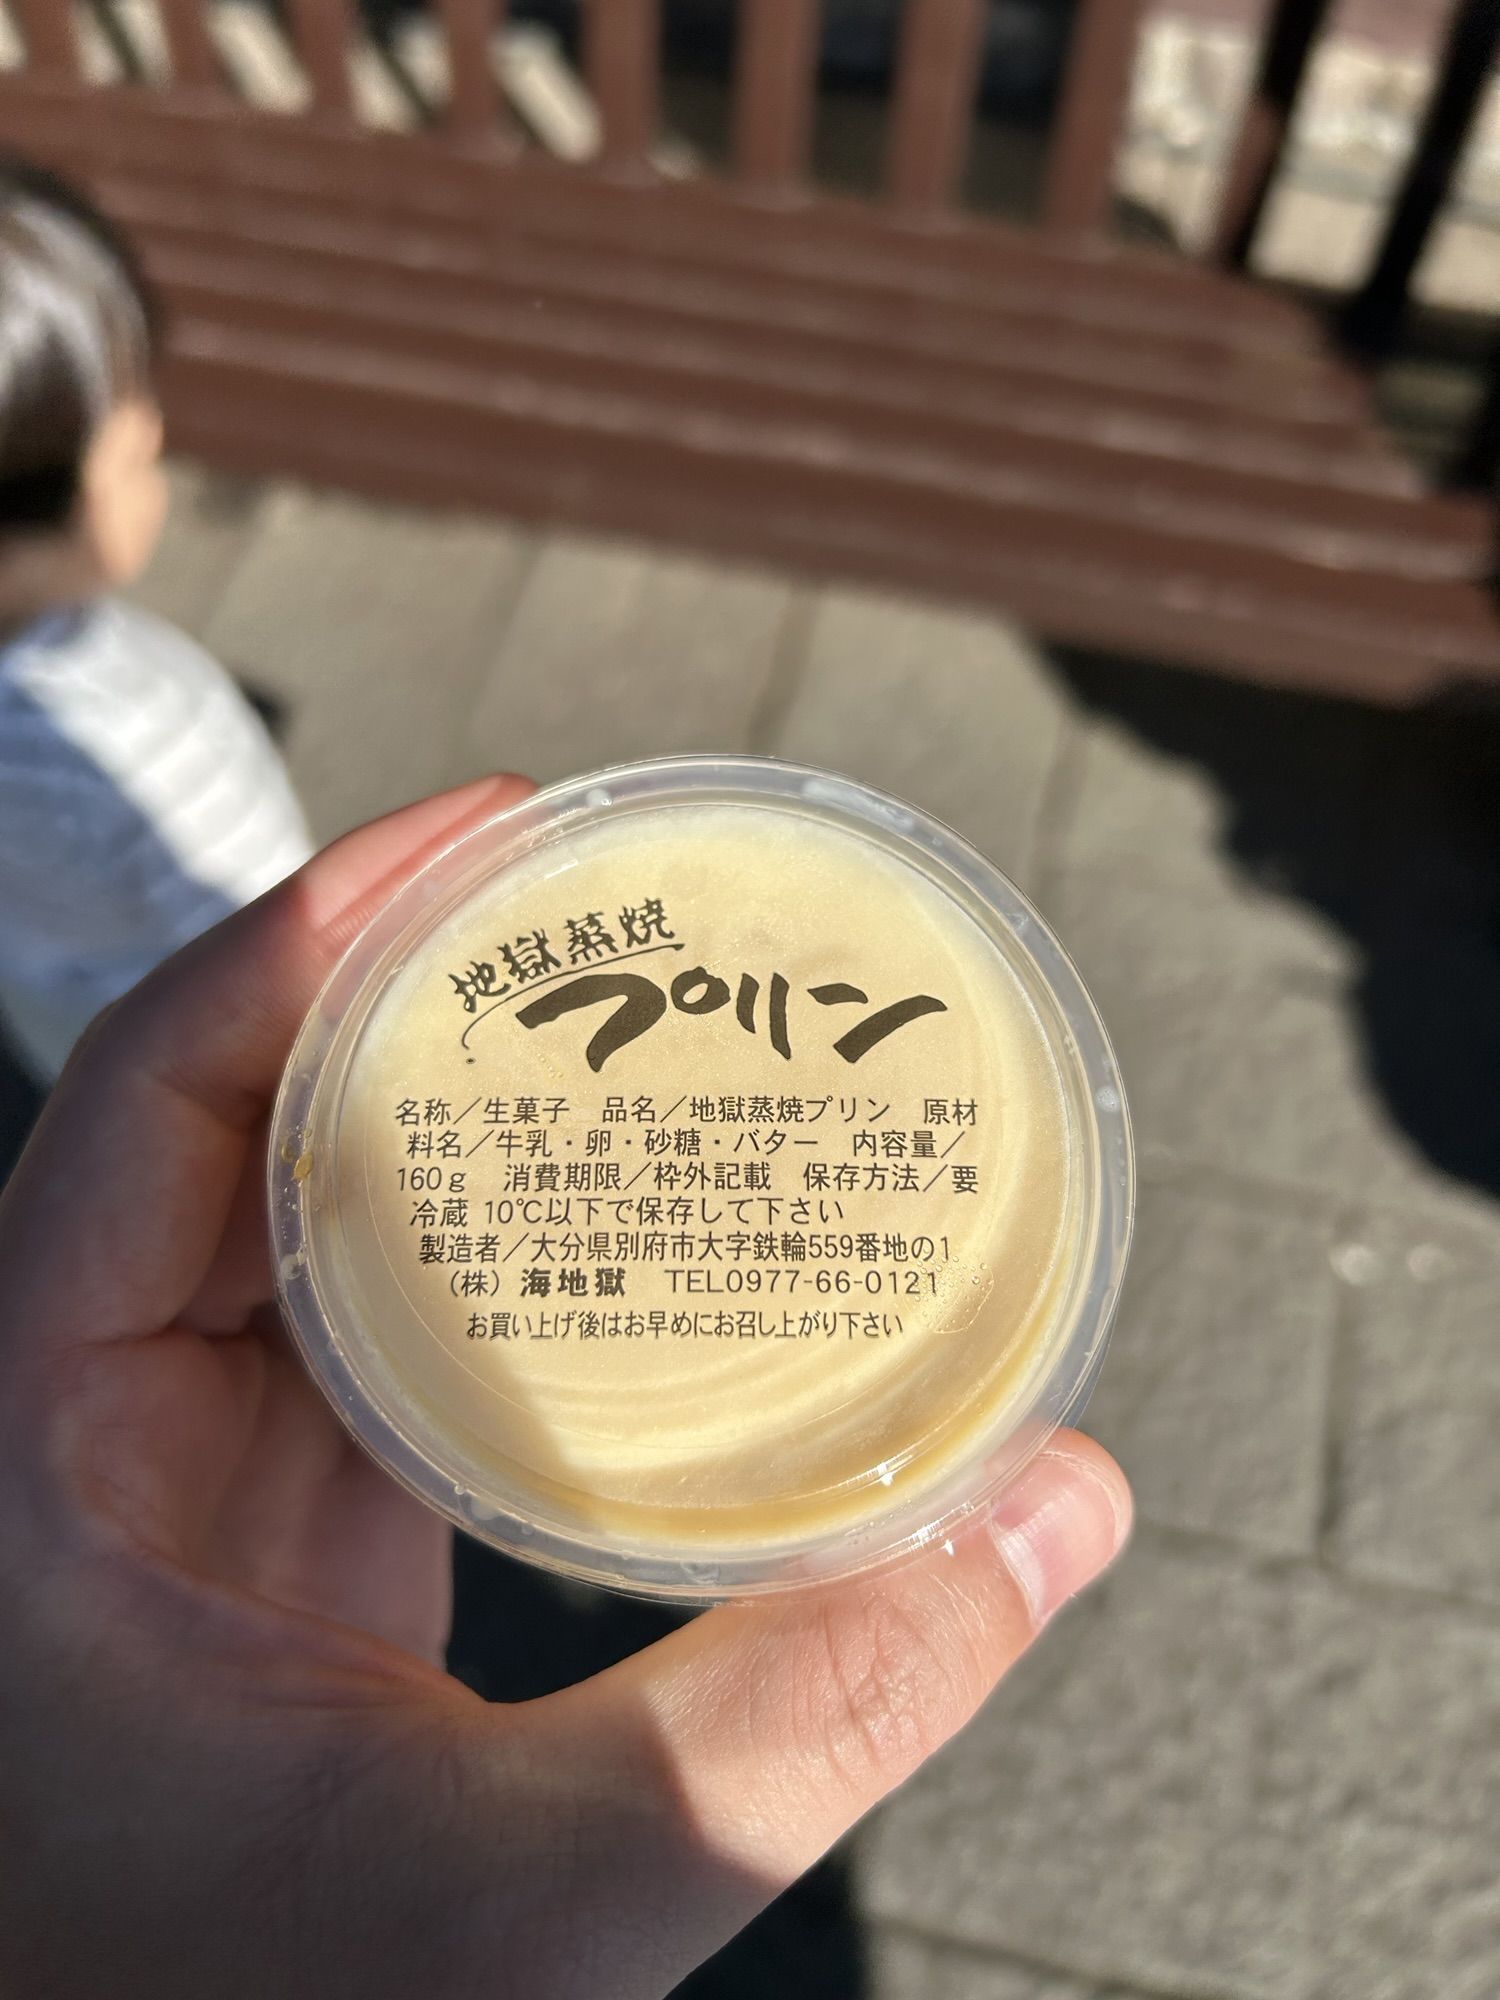 地獄蒸焼
プリン
名称／生菓子　品名／地獄蒸焼プリン　原材
料名／牛乳・卵・砂糖・バター　内容量／
160g　消費期限／枠外記載　保存方法／要
冷蔵 10℃以下で保存して下さい
製造者／大分県別府市大字鉄輪559番地の1
（株）海地獄　TEL0977-66-0121
お買い上げ後はお早めにお召し上がり下さい